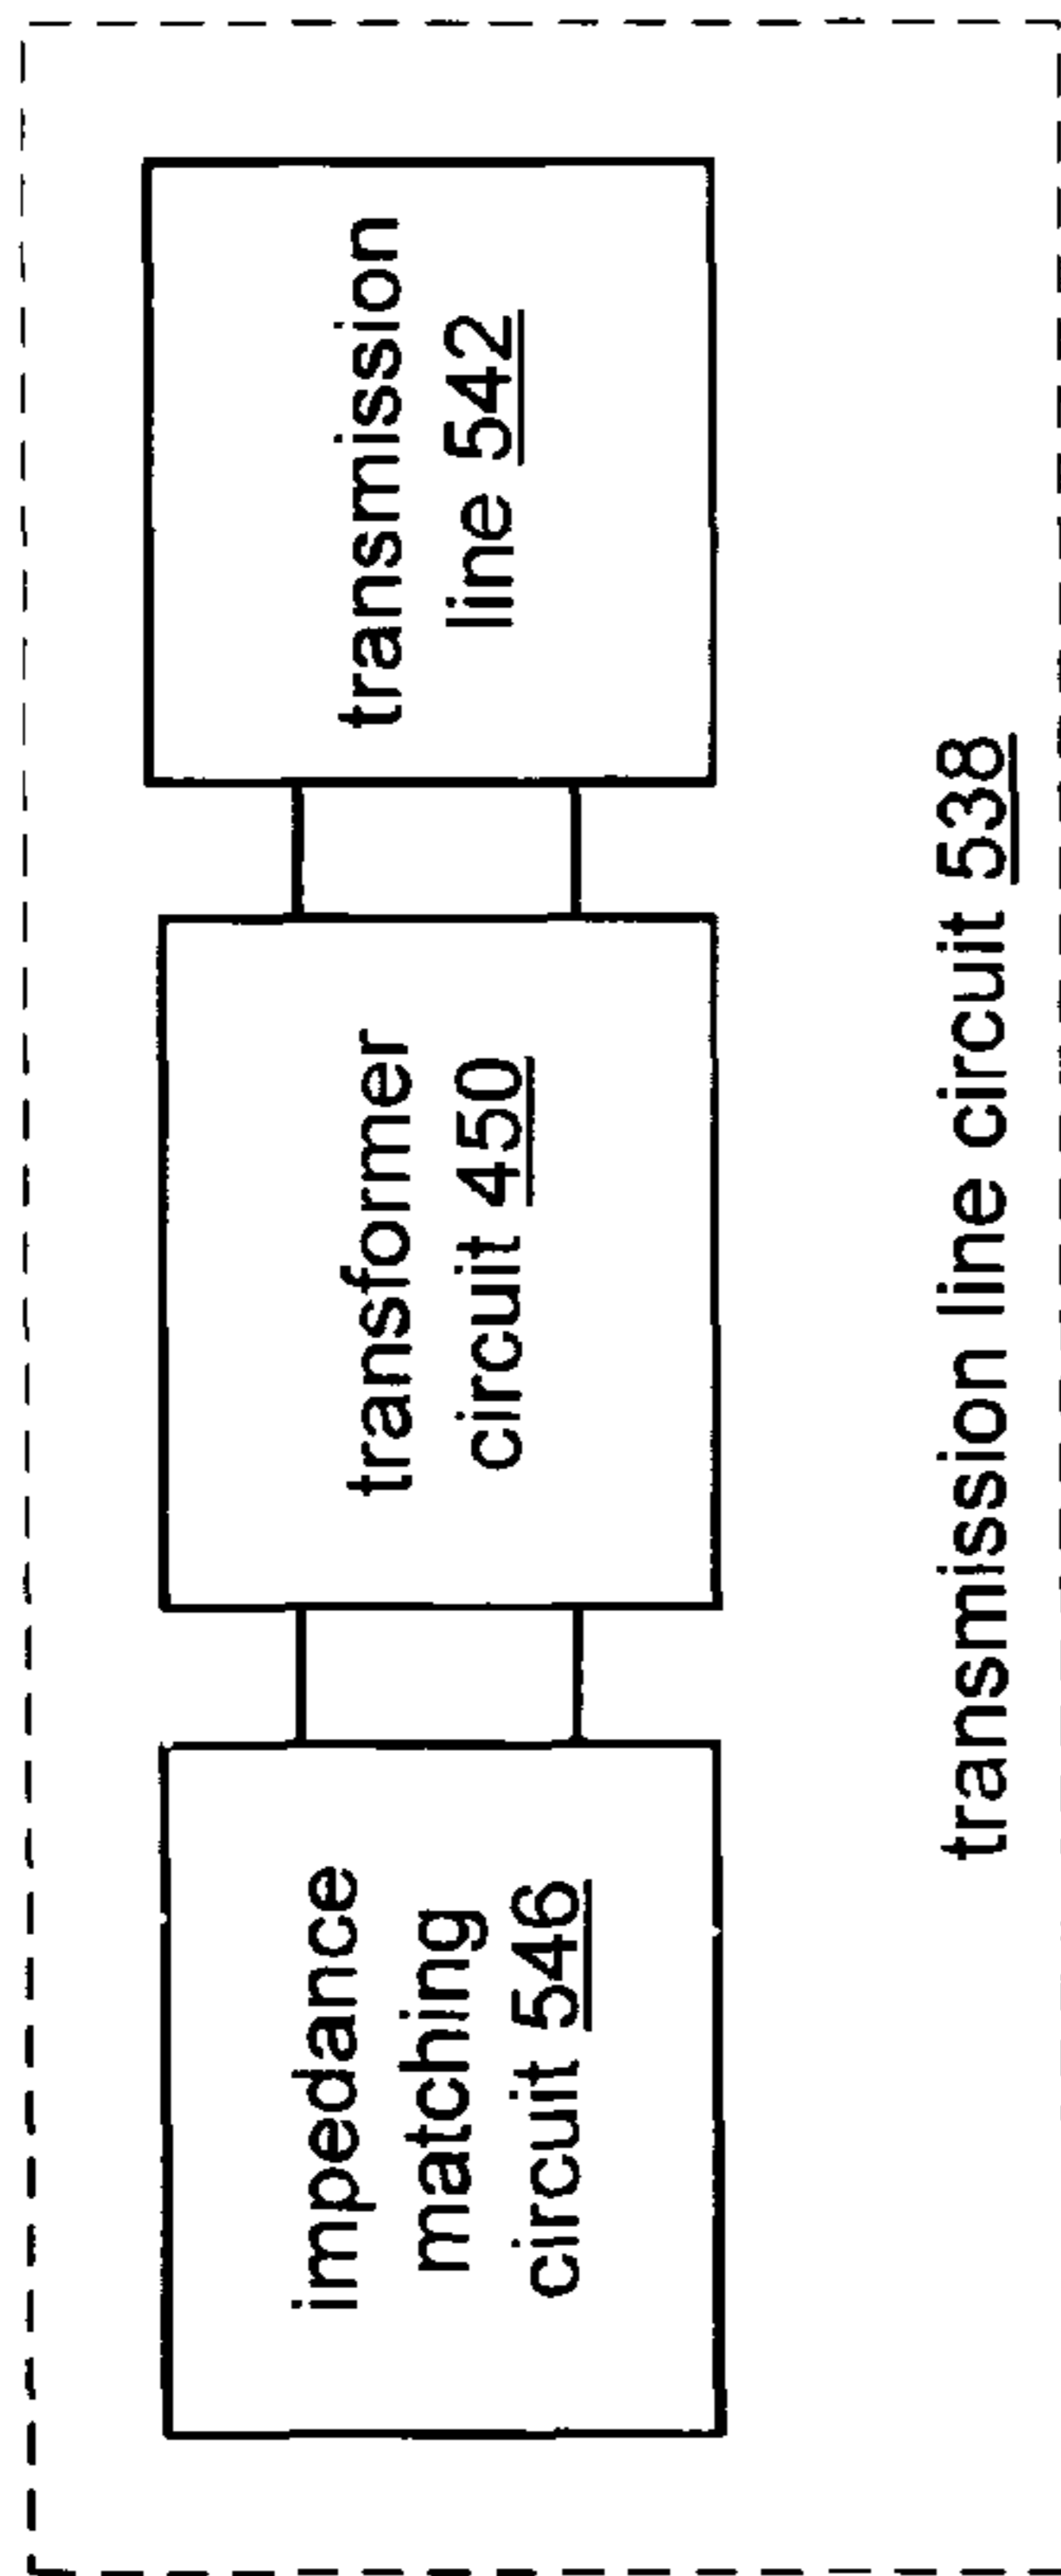 impedance
matching
circuit 546
transformer
circuit 450
transmission
line 542
transmission line circuit 538